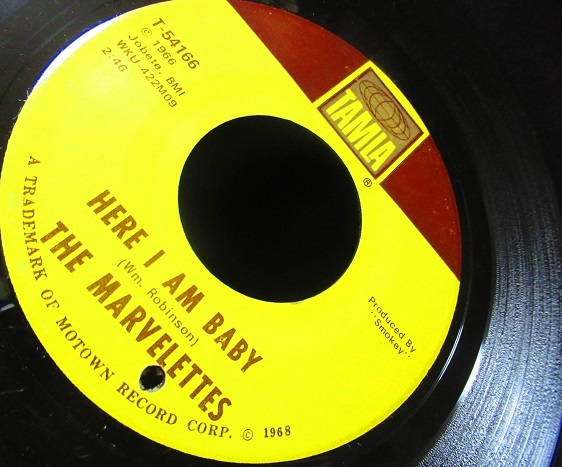 T-54166
© 1966
Jobete, BMI
WKU-422M09
2:46
TAMLA
®
HERE I AM BABY
(Wm. Robinson)
THE MARVELETTES
Produced By
"Smokey"
A TRADEMARK OF MOTOWN RECORD CORP. © 1968